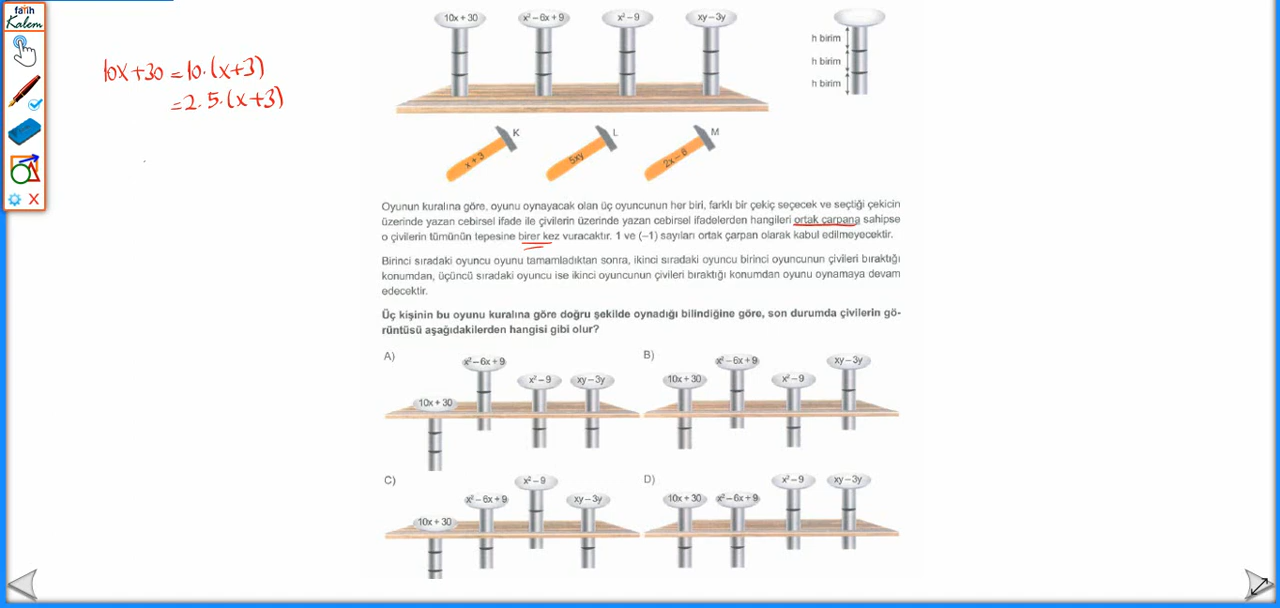 fatih
Kalem
10x+30 = 10.(x+3)
= 2.5.(x+3)
10x + 30
x² – 6x + 9
x² – 9
xy – 3y
h birim
h birim
h birim
K
L
M
x + 3
5xy
2x – 6
Oyunun kuralına göre, oyunu oynayacak olan üç oyuncunun her biri, farklı bir çekiç seçecek ve seçtiği çekicin
üzerinde yazan cebirsel ifade ile çivilerin üzerinde yazan cebirsel ifadelerden hangileri ortak çarpana sahipse
o çivilerin tümünün tepesine birer kez vuracaktır. 1 ve (–1) sayıları ortak çarpan olarak kabul edilmeyecektir.
Birinci sıradaki oyuncu oyunu tamamladıktan sonra, ikinci sıradaki oyuncu birinci oyuncunun çivileri bıraktığı
konumdan, üçüncü sıradaki oyuncu ise ikinci oyuncunun çivileri bıraktığı konumdan oyunu oynamaya devam
edecektir.
Üç kişinin bu oyunu kuralına göre doğru şekilde oynadığı bilindiğine göre, son durumda çivilerin gö-
rüntüsü aşağıdakilerden hangisi gibi olur?
A)
x² – 6x + 9
x² – 9
xy – 3y
10x + 30
B)
x² – 6x + 9
xy – 3y
10x + 30
x² – 9
C)
x² – 9
x² – 6x + 9
xy – 3y
10x + 30
D)
x² – 9
xy – 3y
10x + 30
x² – 6x + 9